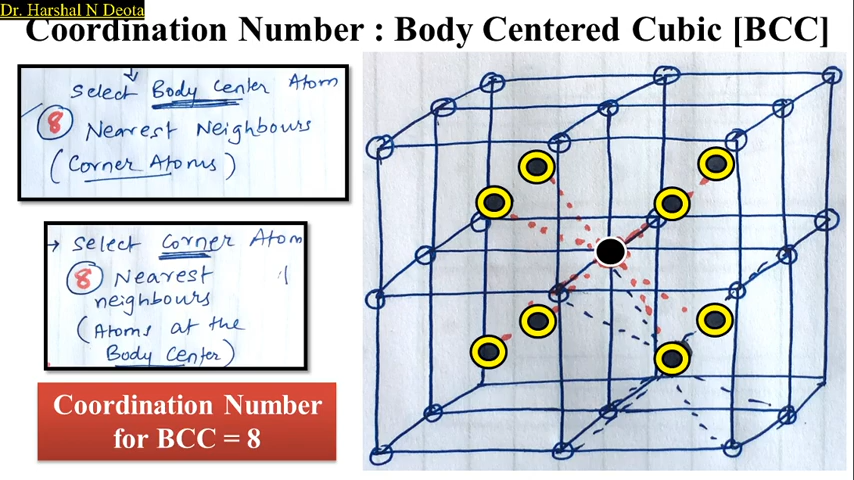 Dr. Harshal N Deota
Coordination Number : Body Centered Cubic [BCC]
Select Body Center Atom
8 Nearest Neighbours
(Corner Atoms)
→ Select Corner Atom
8 Nearest
neighbours
(Atoms at the
Body Center)
Coordination Number
for BCC = 8